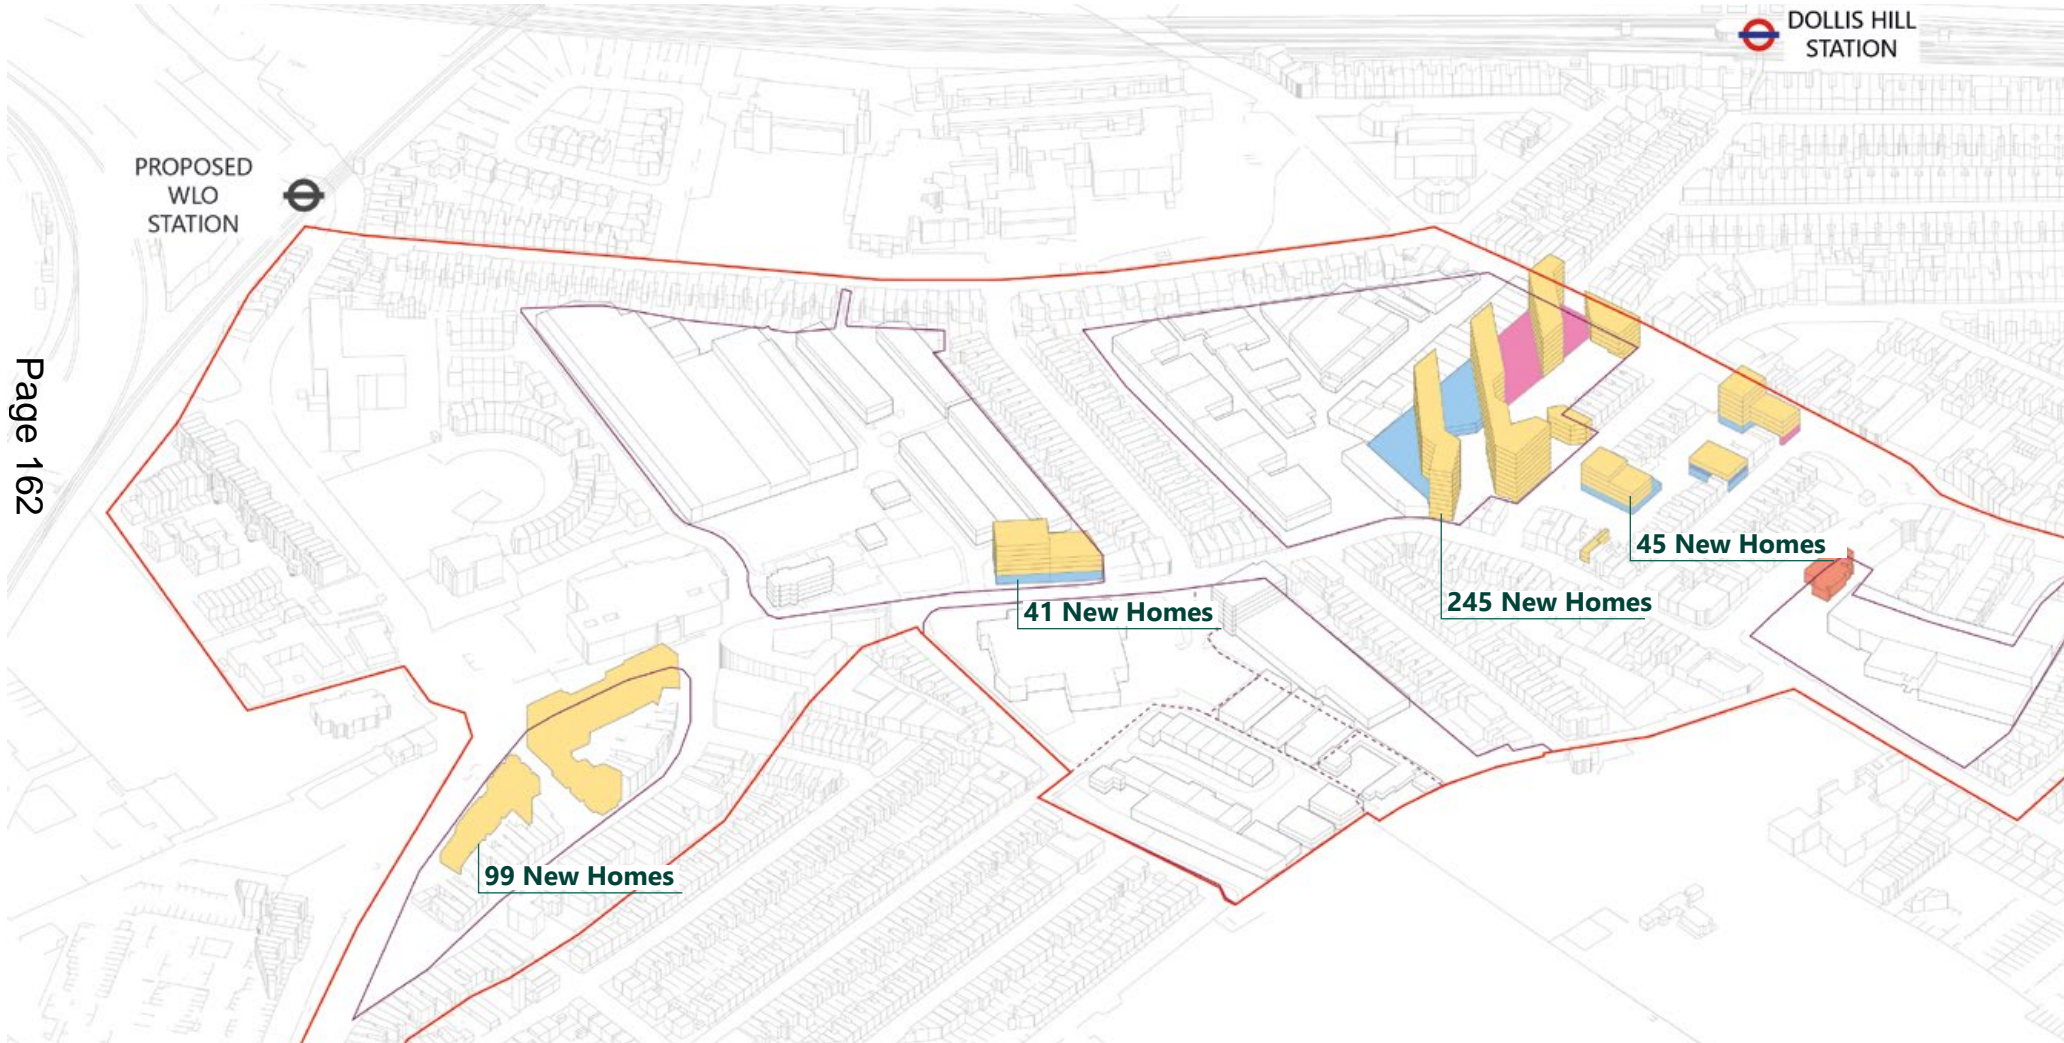 DOLLIS HILL
STATION
PROPOSED
WLO
STATION
Page 162
45 New Homes
245 New Homes
41 New Homes
99 New Homes